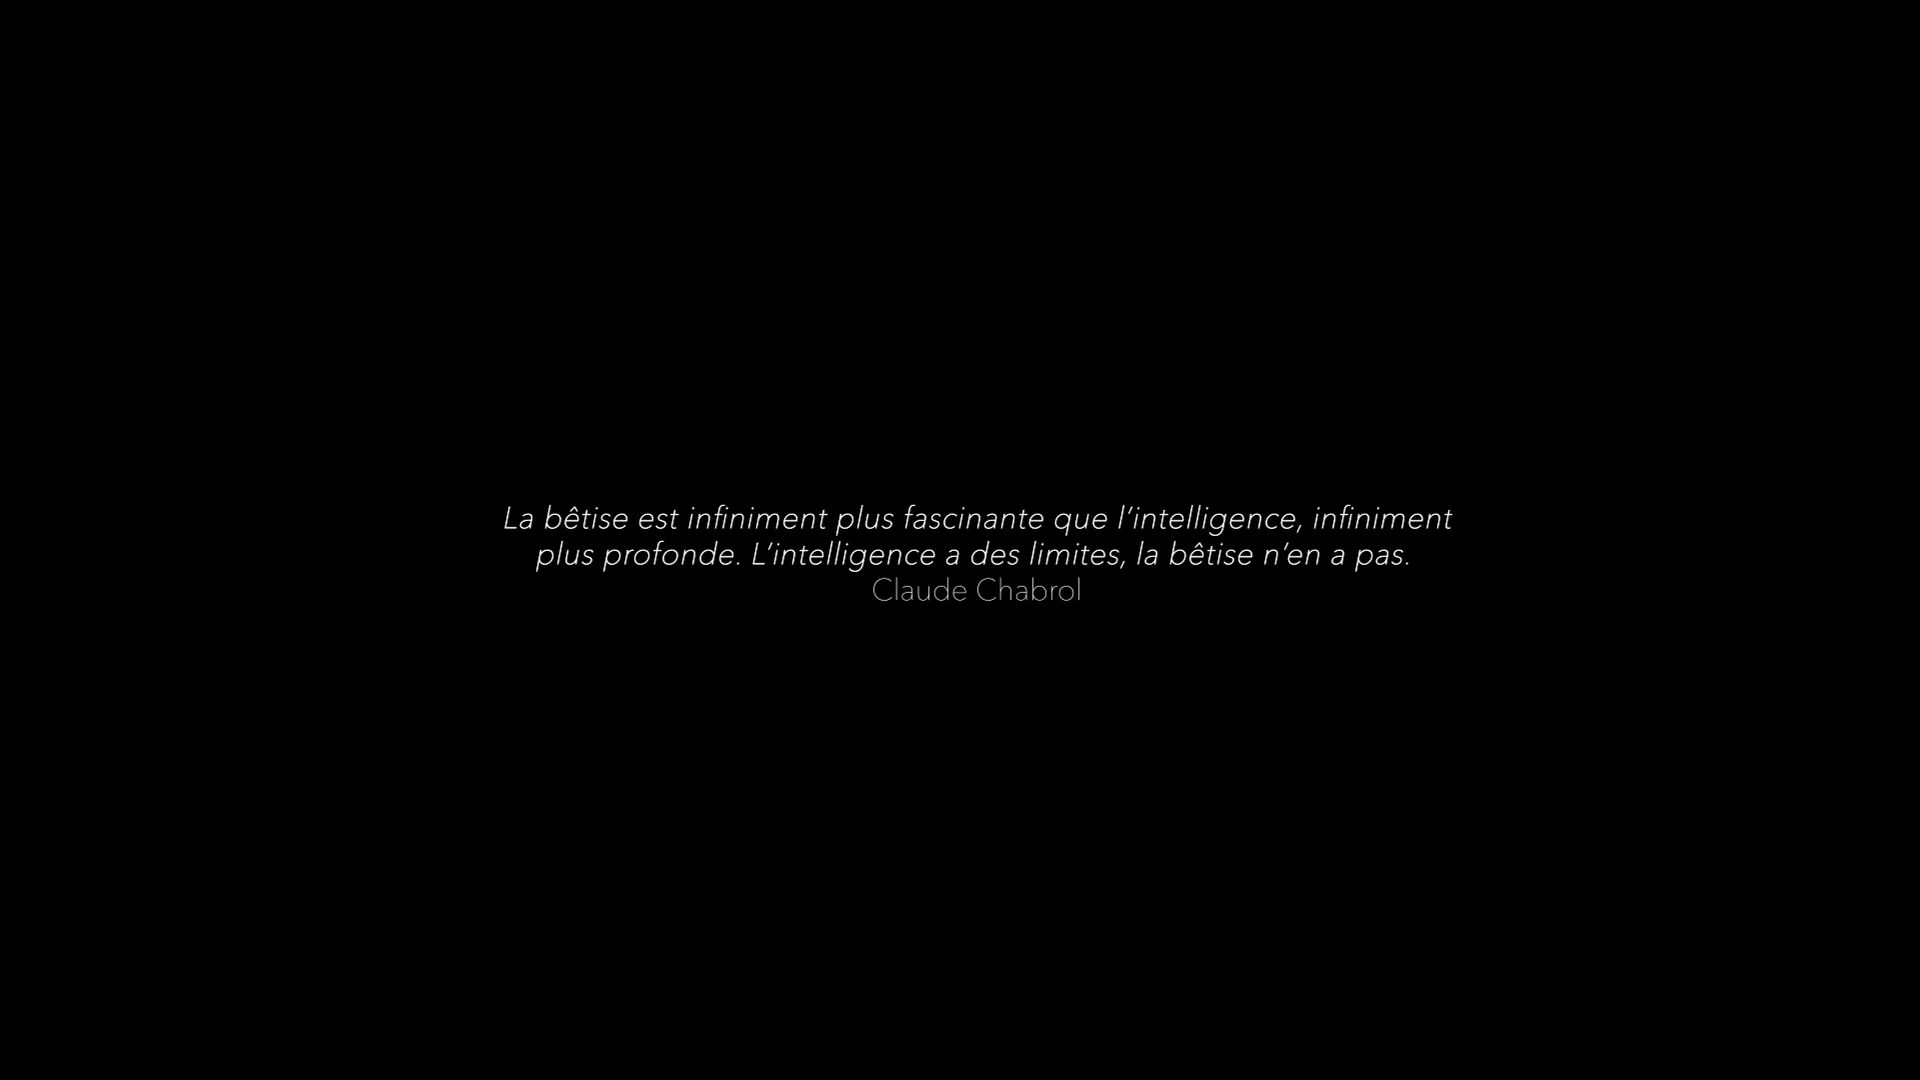 La bêtise est infiniment plus fascinante que l’intelligence, infiniment
plus profonde. L’intelligence a des limites, la bêtise n’en a pas.
Claude Chabrol